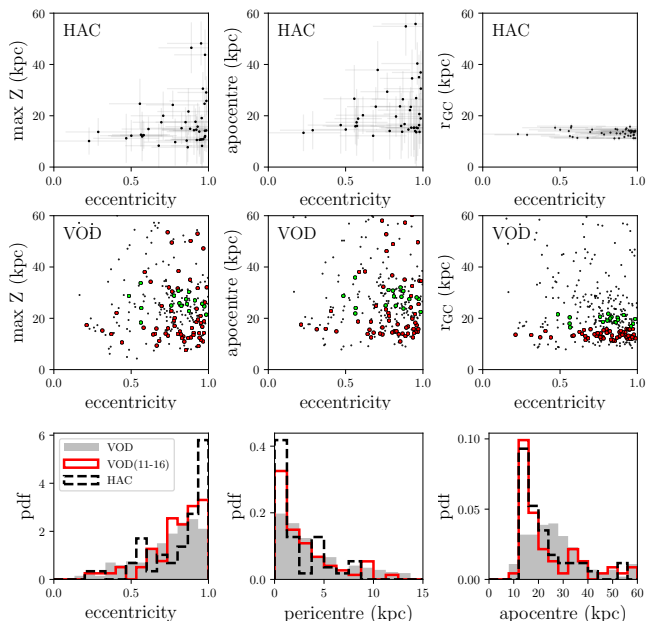 HAC
max Z (kpc)
60
40
20
0
0.0
0.5
1.0
eccentricity
HAC
apocentre (kpc)
60
40
20
0
0.0
0.5
1.0
eccentricity
HAC
r_GC (kpc)
60
40
20
0
0.0
0.5
1.0
eccentricity
VOD
max Z (kpc)
60
40
20
0
0.0
0.5
1.0
eccentricity
VOD
apocentre (kpc)
60
40
20
0
0.0
0.5
1.0
eccentricity
VOD
r_GC (kpc)
60
40
20
0
0.0
0.5
1.0
eccentricity
VOD
VOD(11-16)
HAC
pdf
6
4
2
0
0.0
0.5
1.0
eccentricity
pdf
0.4
0.2
0.0
0
5
10
15
pericentre (kpc)
pdf
0.10
0.05
0.00
0
10
20
30
40
50
60
apocentre (kpc)